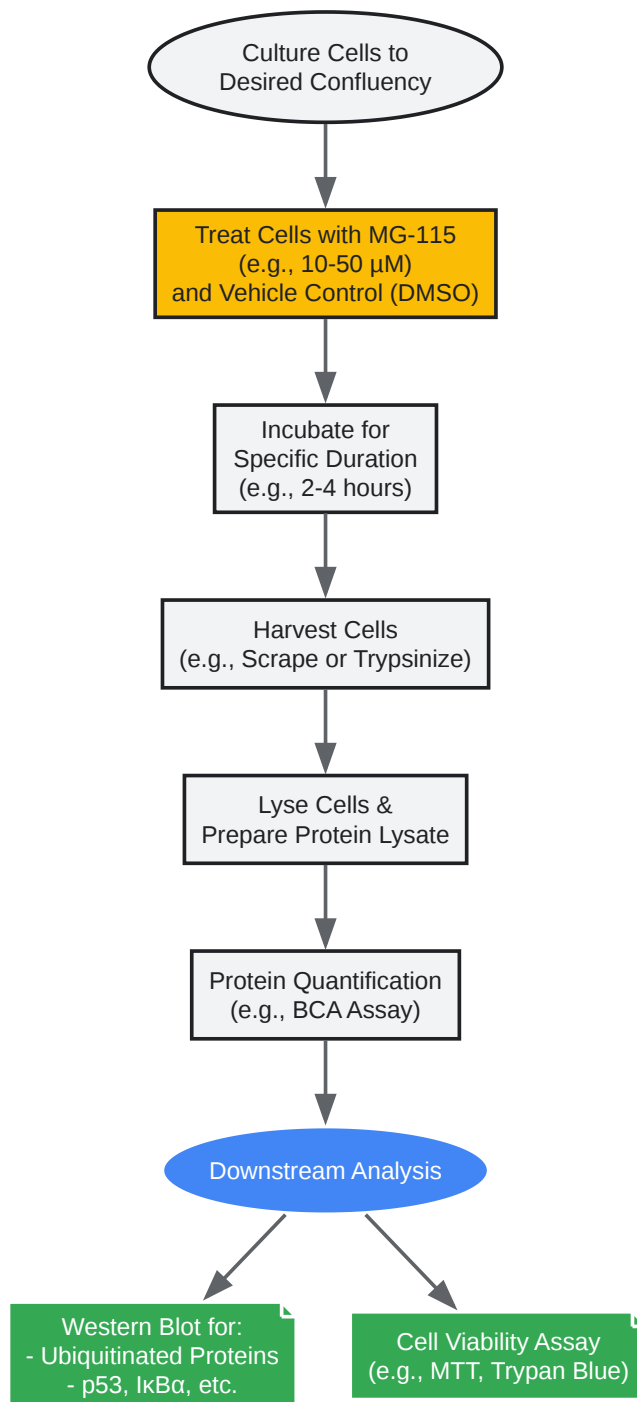 Culture Cells to
Desired Confluency
Treat Cells with MG-115
(e.g., 10-50 µM)
and Vehicle Control (DMSO)
Incubate for
Specific Duration
(e.g., 2-4 hours)
Harvest Cells
(e.g., Scrape or Trypsinize)
Lyse Cells &
Prepare Protein Lysate
Protein Quantification
(e.g., BCA Assay)
Downstream Analysis
Western Blot for:
- Ubiquitinated Proteins
- p53, IκBα, etc.
Cell Viability Assay
(e.g., MTT, Trypan Blue)